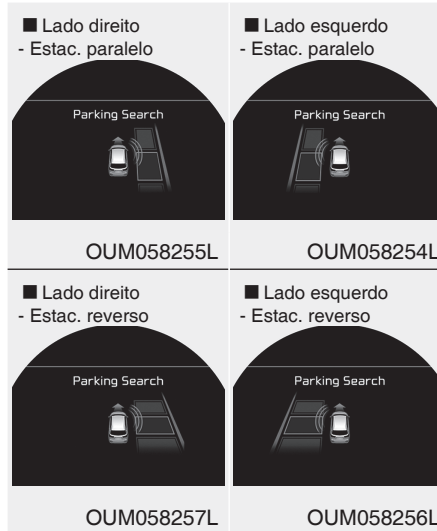 ■ Lado direito
- Estac. paralelo
Parking Search
OUM058255L
■ Lado esquerdo
- Estac. paralelo
Parking Search
OUM058254L
■ Lado direito
- Estac. reverso
Parking Search
OUM058257L
■ Lado esquerdo
- Estac. reverso
Parking Search
OUM058256L